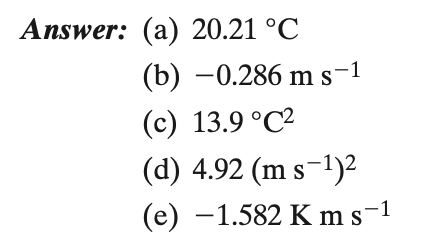 Answer: (a) 20.21 °C
(b) −0.286 m s⁻¹
(c) 13.9 °C²
(d) 4.92 (m s⁻¹)²
(e) −1.582 K m s⁻¹